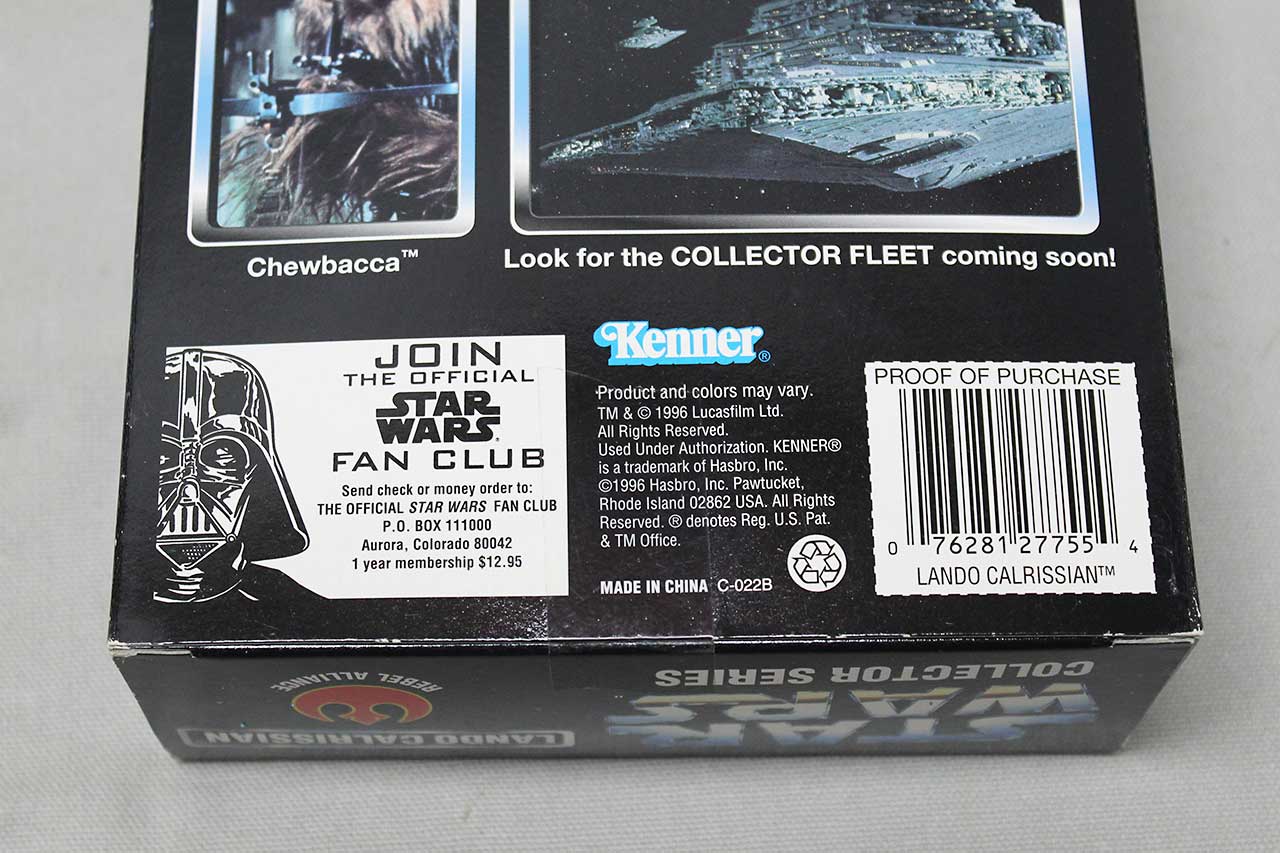 Chewbacca™
Look for the COLLECTOR FLEET coming soon!
JOIN
THE OFFICIAL
STAR
WARS
FAN CLUB
Send check or money order to:
THE OFFICIAL STAR WARS FAN CLUB
P.O. BOX 111000
Aurora, Colorado 80042
1 year membership $12.95
Kenner®
Product and colors may vary.
TM & © 1996 Lucasfilm Ltd.
All Rights Reserved.
Used Under Authorization. KENNER®
is a trademark of Hasbro, Inc.
©1996 Hasbro, Inc. Pawtucket,
Rhode Island 02862 USA. All Rights
Reserved. ® denotes Reg. U.S. Pat.
& TM Office.
MADE IN CHINA C-022B
PROOF OF PURCHASE
0 76281 27755 4
LANDO CALRISSIAN™
STAR
WARS
COLLECTOR SERIES
LANDO CALRISSIAN
REBEL ALLIANCE